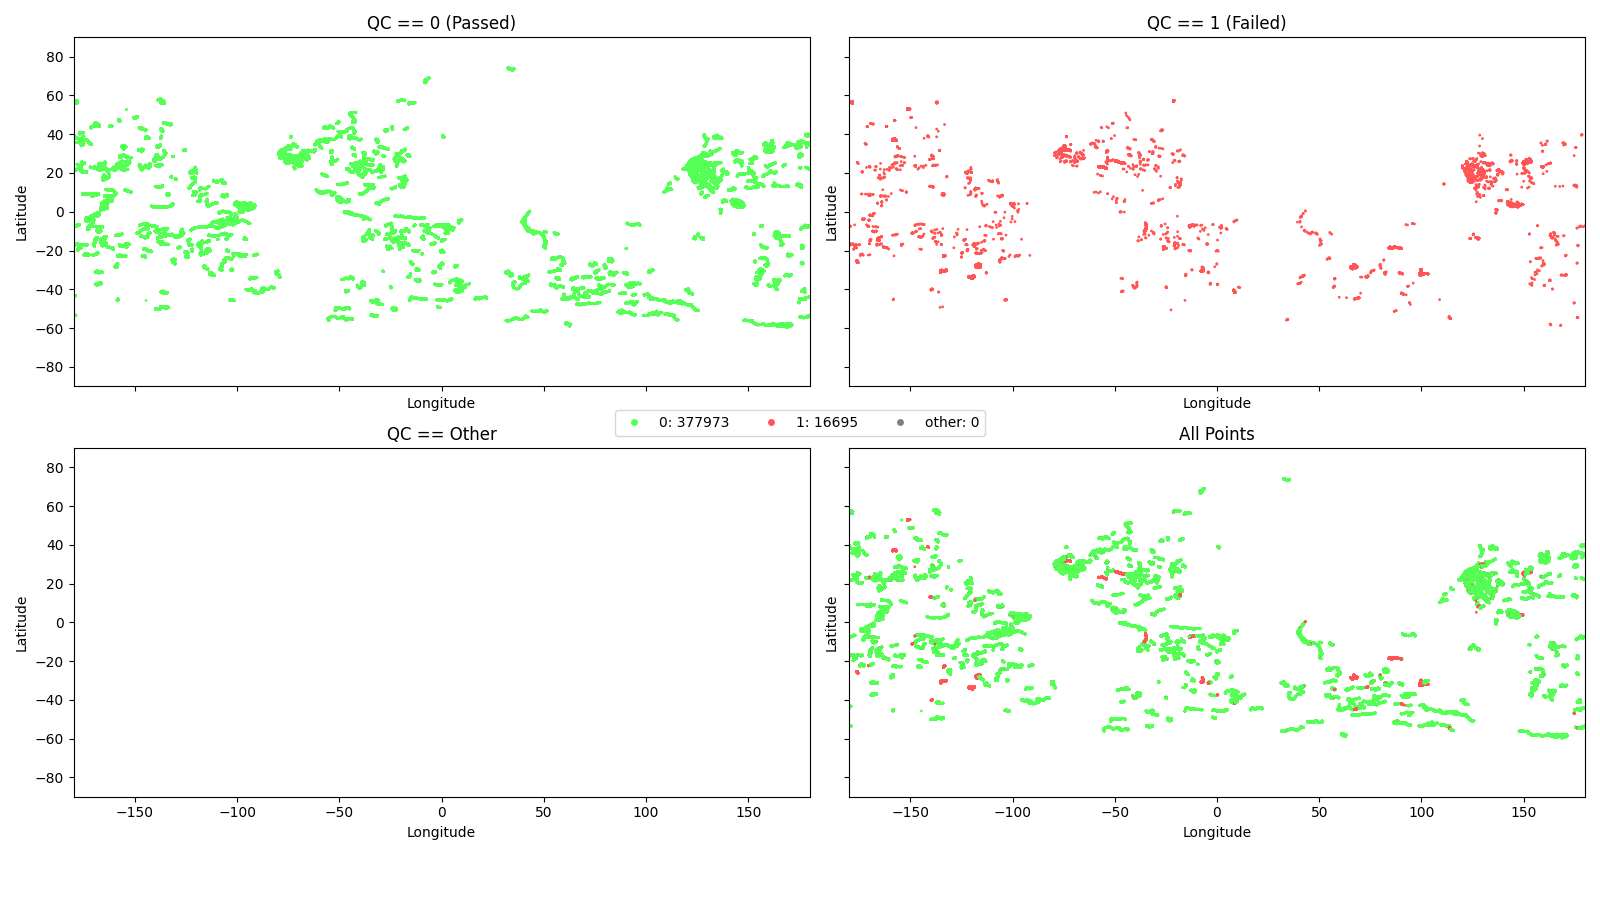 QC == 0 (Passed)
QC == 1 (Failed)
80
60
40
20
0
−20
−40
−60
−80
Latitude
Latitude
Longitude
Longitude
0: 377973 1: 16695 other: 0
QC == Other
All Points
80
60
40
20
0
−20
−40
−60
−80
Latitude
Latitude
−150 −100 −50 0 50 100 150
−150 −100 −50 0 50 100 150
Longitude
Longitude